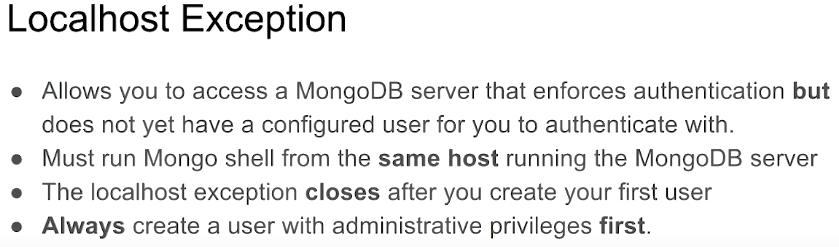 Localhost Exception
● Allows you to access a MongoDB server that enforces authentication but
does not yet have a configured user for you to authenticate with.
● Must run Mongo shell from the same host running the MongoDB server
● The localhost exception closes after you create your first user
● Always create a user with administrative privileges first.